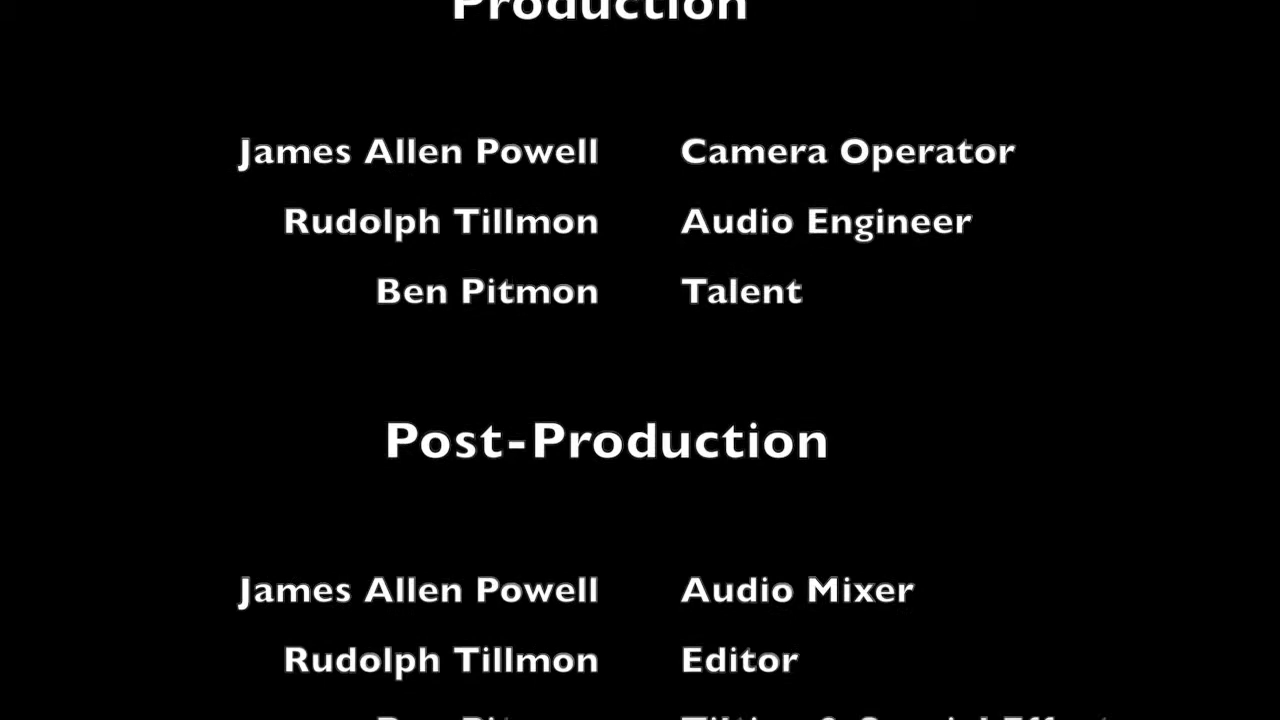 Production
James Allen Powell Camera Operator
Rudolph Tillmon Audio Engineer
Ben Pitmon Talent
Post-Production
James Allen Powell Audio Mixer
Rudolph Tillmon Editor